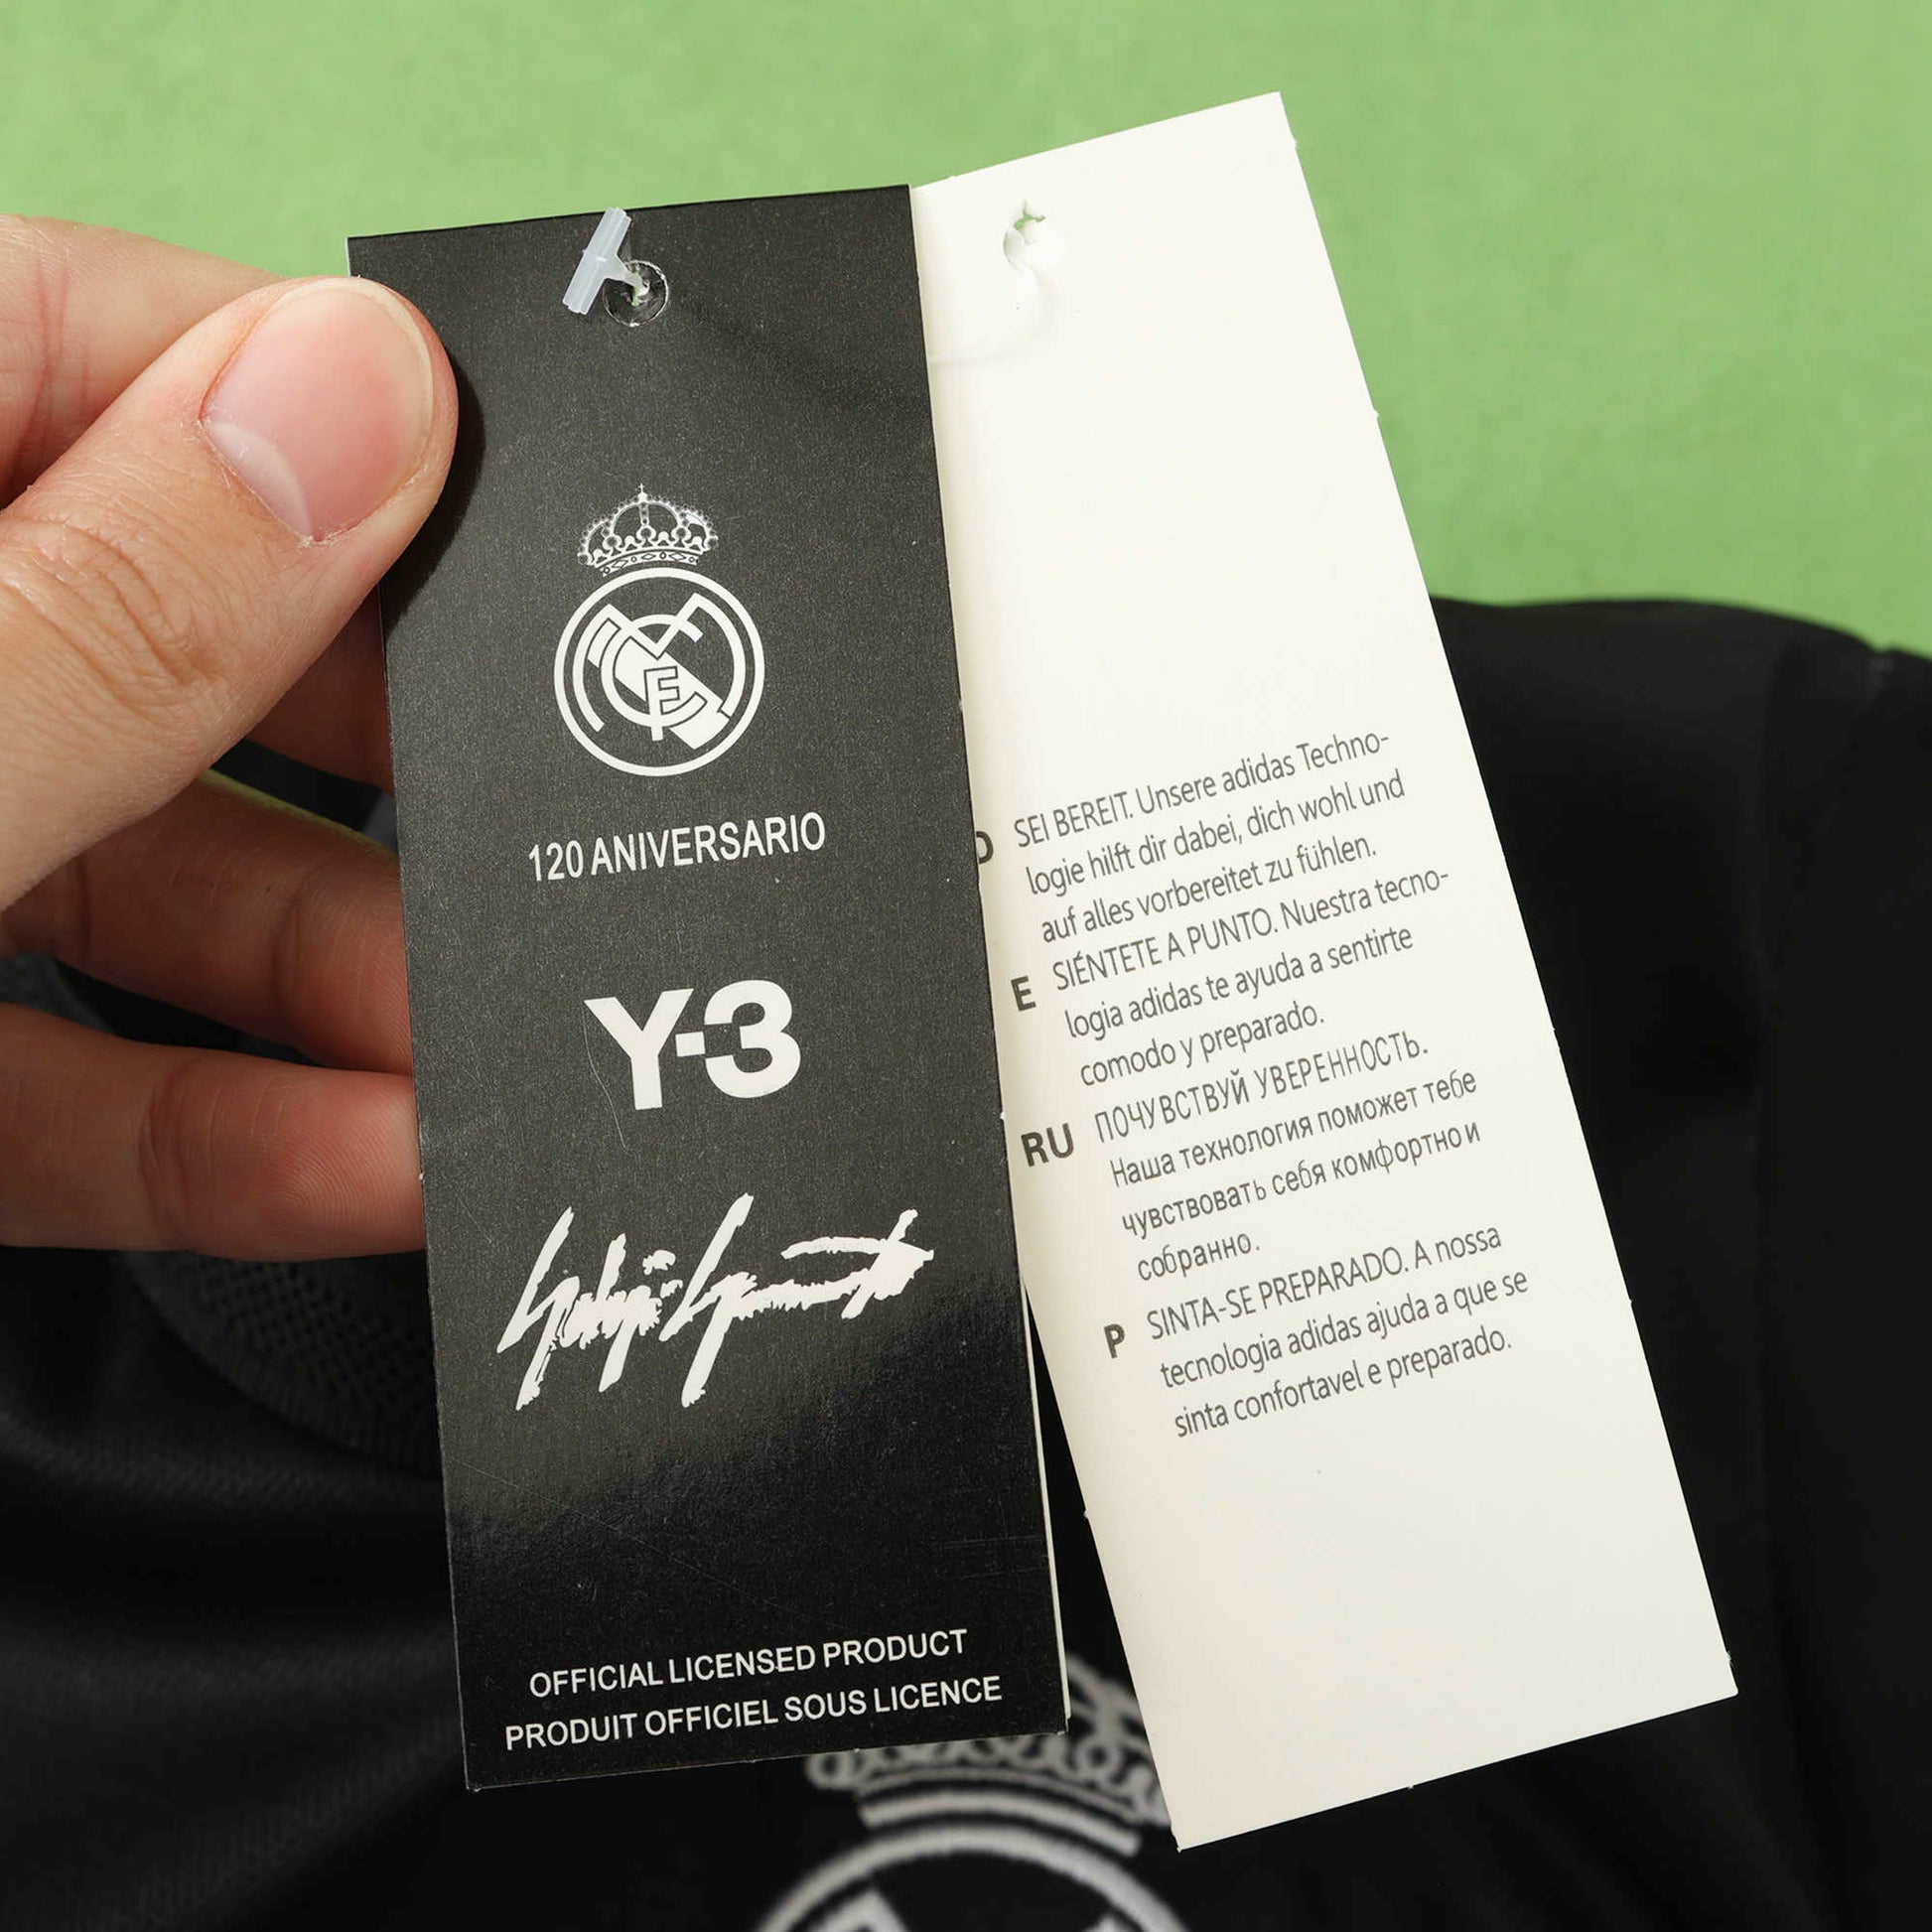 120 ANIVERSARIO
Y-3
OFFICIAL LICENSED PRODUCT
PRODUIT OFFICIEL SOUS LICENCE
D SEI BEREIT. Unsere adidas Techno-
logie hilft dir dabei, dich wohl und
auf alles vorbereitet zu fühlen.
E SIÉNTETE A PUNTO. Nuestra tecno-
logia adidas te ayuda a sentirte
comodo y preparado.
RU ПОЧУВСТВУЙ УВЕРЕННОСТЬ.
Наша технология поможет тебе
чувствовать себя комфортно и
собранно.
P SINTA-SE PREPARADO. A nossa
tecnologia adidas ajuda a que se
sinta confortavel e preparado.